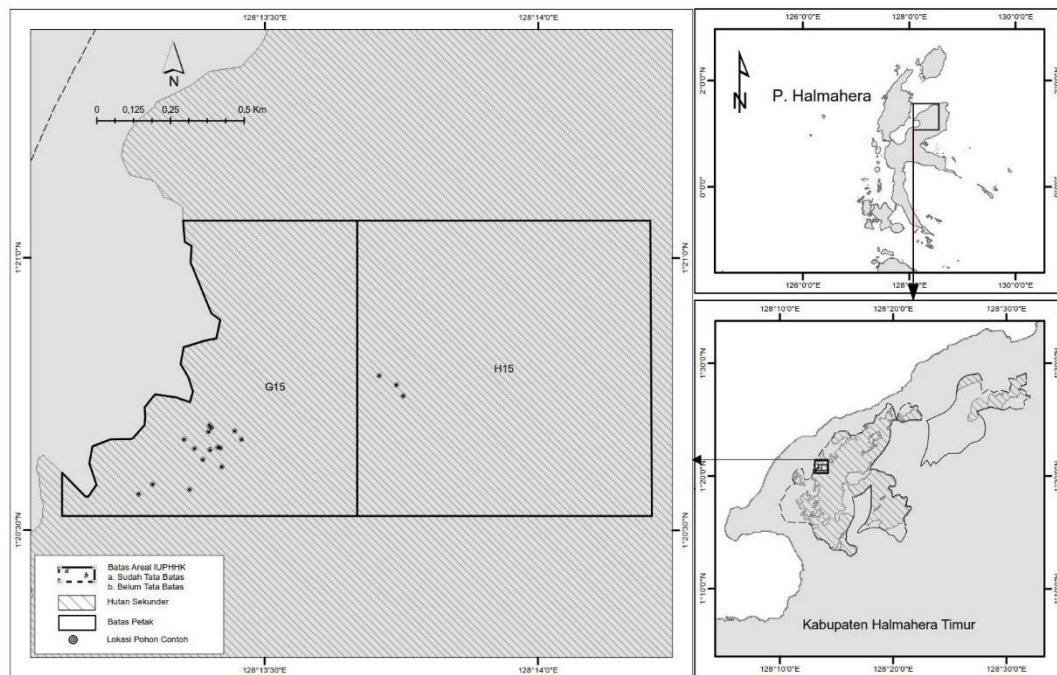 128°13'30"E 128°14'0"E
N
0 0,125 0,25 0,5 Km
1°21'0"N 1°21'0"N
G15
H15
1°20'30"N 1°20'30"N
Batas Areal IUPHHK
a b
a. Sudah Tata Batas
b. Belum Tata Batas
Hutan Sekunder
Batas Petak
Lokasi Pohon Contoh
128°13'30"E 128°14'0"E
126°0'0"E 128°0'0"E 130°0'0"E
N
P. Halmahera
2°0'0"N
0°0'0"
126°0'0"E 128°0'0"E 130°0'0"E
128°10'0"E 128°20'0"E 128°30'0"E
1°30'0"N
1°20'0"N
1°10'0"N
Kabupaten Halmahera Timur
128°10'0"E 128°20'0"E 128°30'0"E